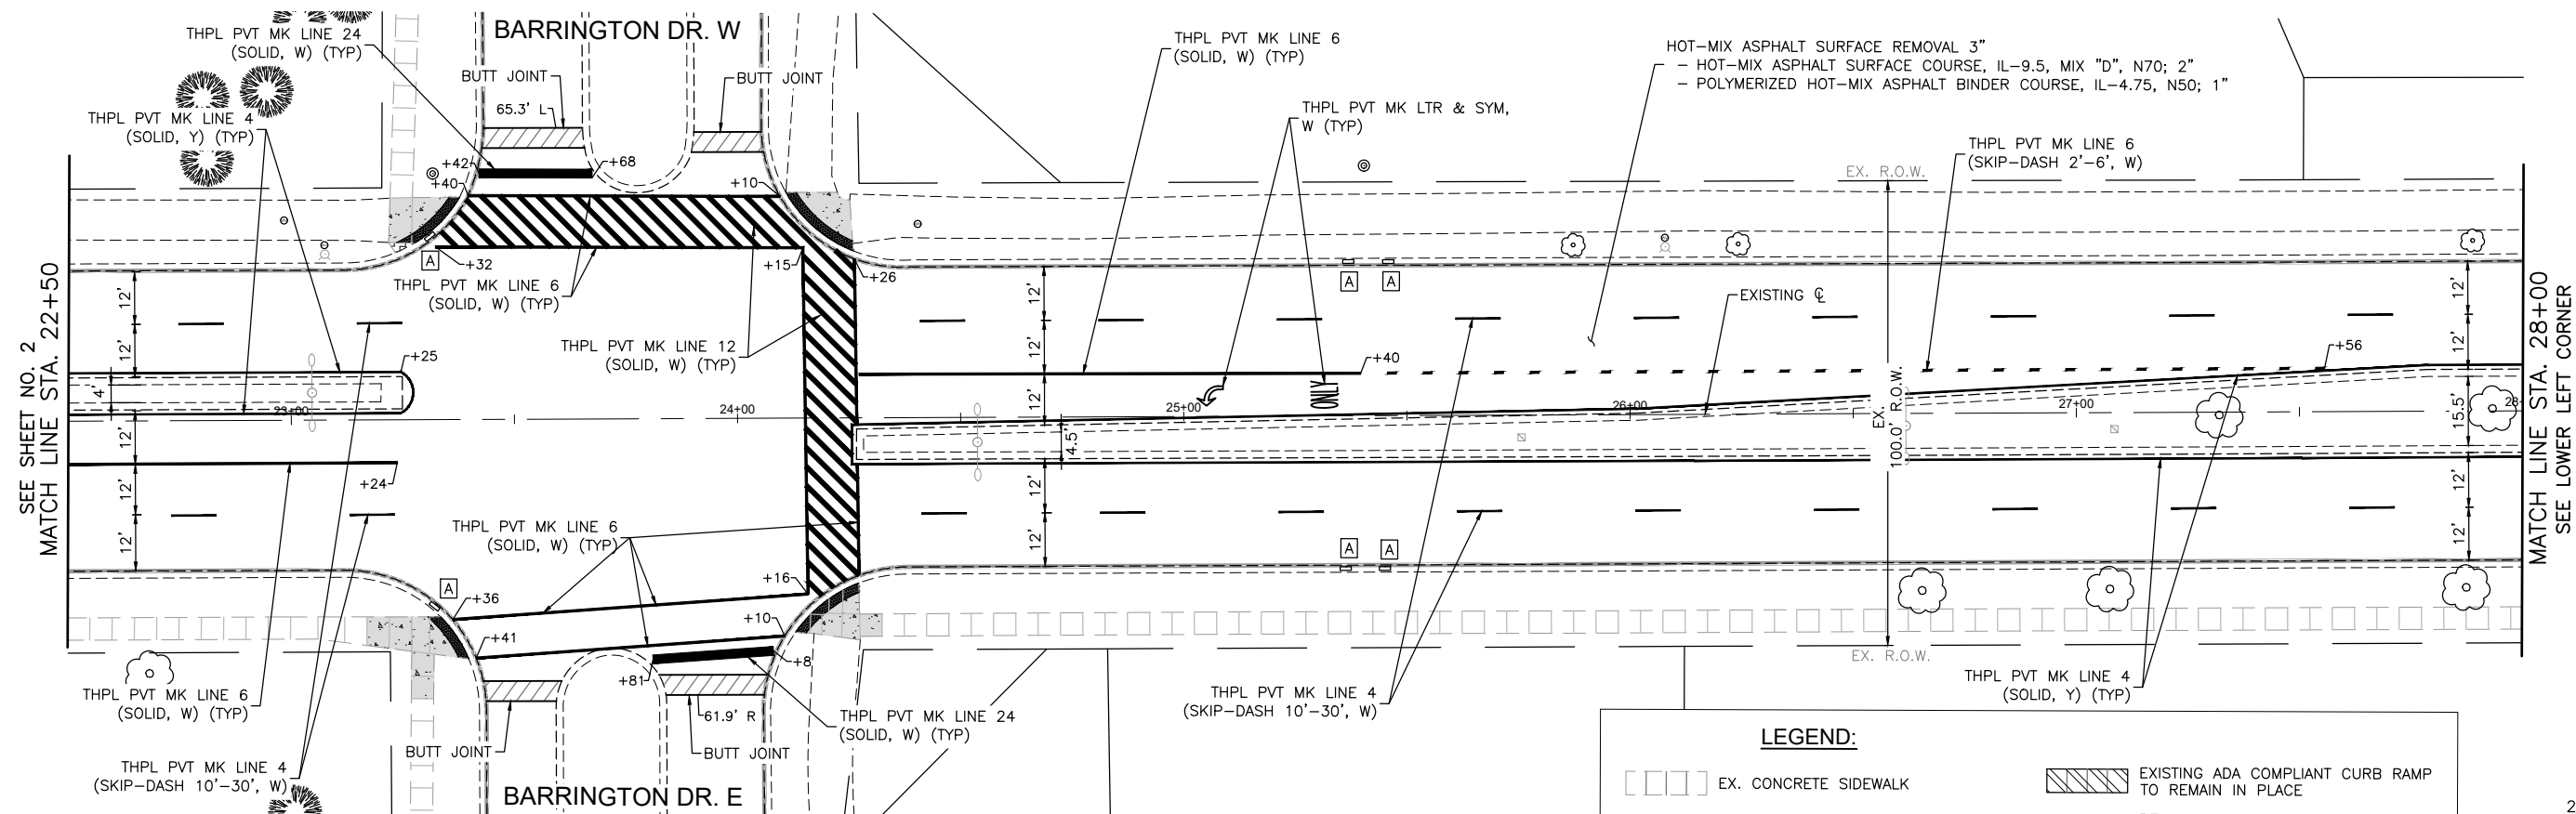 THPL PVT MK LINE 24
(SOLID, W) (TYP)
BARRINGTON DR. W
BUTT JOINT
BUTT JOINT
65.3' L
THPL PVT MK LINE 4
(SOLID, Y) (TYP)
+42
+68
+40
+10
THPL PVT MK LINE 6
(SOLID, W) (TYP)
THPL PVT MK LTR & SYM,
W (TYP)
HOT-MIX ASPHALT SURFACE REMOVAL 3"
- HOT-MIX ASPHALT SURFACE COURSE, IL-9.5, MIX "D", N70; 2"
- POLYMERIZED HOT-MIX ASPHALT BINDER COURSE, IL-4.75, N50; 1"
THPL PVT MK LINE 6
(SKIP-DASH 2'-6', W)
EX. R.O.W.
SEE SHEET NO. 2
MATCH LINE STA. 22+50
12'
12'
4'
12'
12'
12'
A
+32
THPL PVT MK LINE 6
(SOLID, W) (TYP)
+15
+26
THPL PVT MK LINE 12
(SOLID, W) (TYP)
+25
23+00
24+00
+24
12'
12'
12'
4.5'
12'
12'
A
A
EXISTING ℄
+40
ONLY
25+00
26+00
EX.
100.0' R.O.W.
27+00
+56
28+
12'
12'
15.5'
12'
12'
MATCH LINE STA. 28+00
SEE LOWER LEFT CORNER
THPL PVT MK LINE 6
(SOLID, W) (TYP)
+16
A
+36
+41
+10
+8
+81
A
A
EX. R.O.W.
THPL PVT MK LINE 6
(SOLID, W) (TYP)
THPL PVT MK LINE 4
(SKIP-DASH 10'-30', W)
BUTT JOINT
61.9' R
BUTT JOINT
THPL PVT MK LINE 24
(SOLID, W) (TYP)
BARRINGTON DR. E
THPL PVT MK LINE 4
(SKIP-DASH 10'-30', W)
THPL PVT MK LINE 4
(SOLID, Y) (TYP)
LEGEND:
EX. CONCRETE SIDEWALK
EXISTING ADA COMPLIANT CURB RAMP
TO REMAIN IN PLACE
2